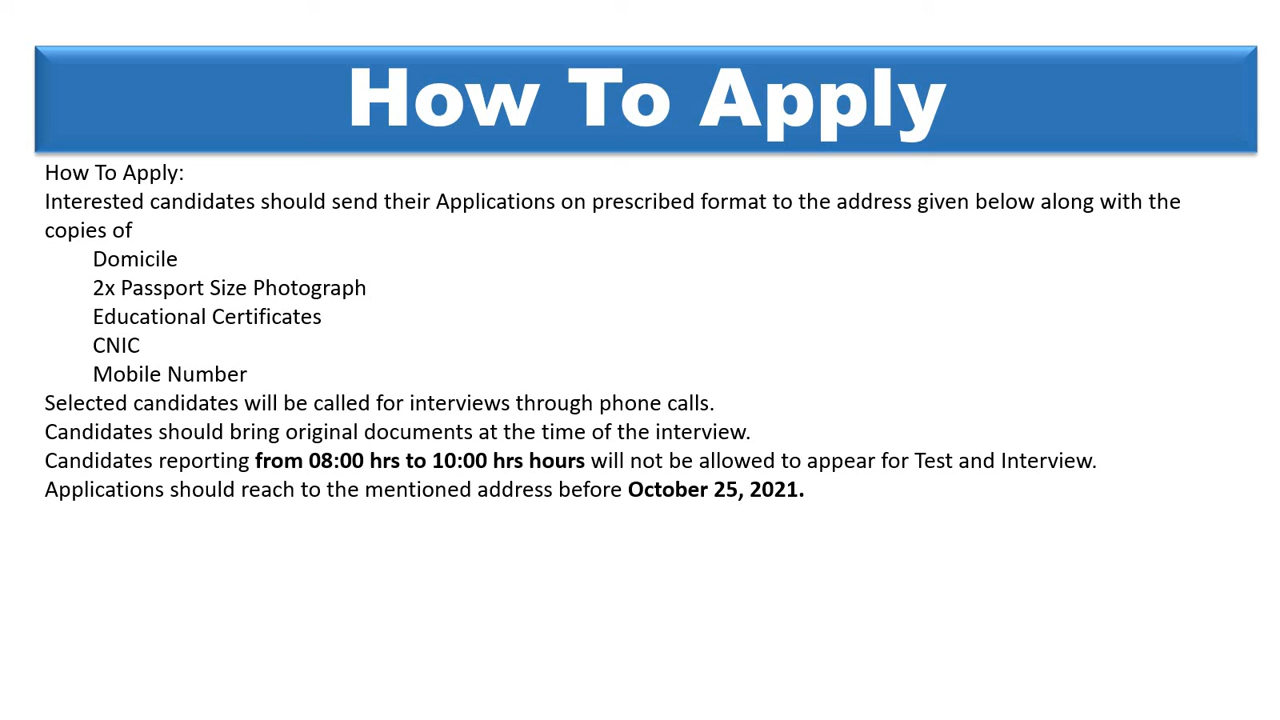 How To Apply
How To Apply:
Interested candidates should send their Applications on prescribed format to the address given below along with the
copies of
Domicile
2x Passport Size Photograph
Educational Certificates
CNIC
Mobile Number
Selected candidates will be called for interviews through phone calls.
Candidates should bring original documents at the time of the interview.
Candidates reporting from 08:00 hrs to 10:00 hrs hours will not be allowed to appear for Test and Interview.
Applications should reach to the mentioned address before October 25, 2021.